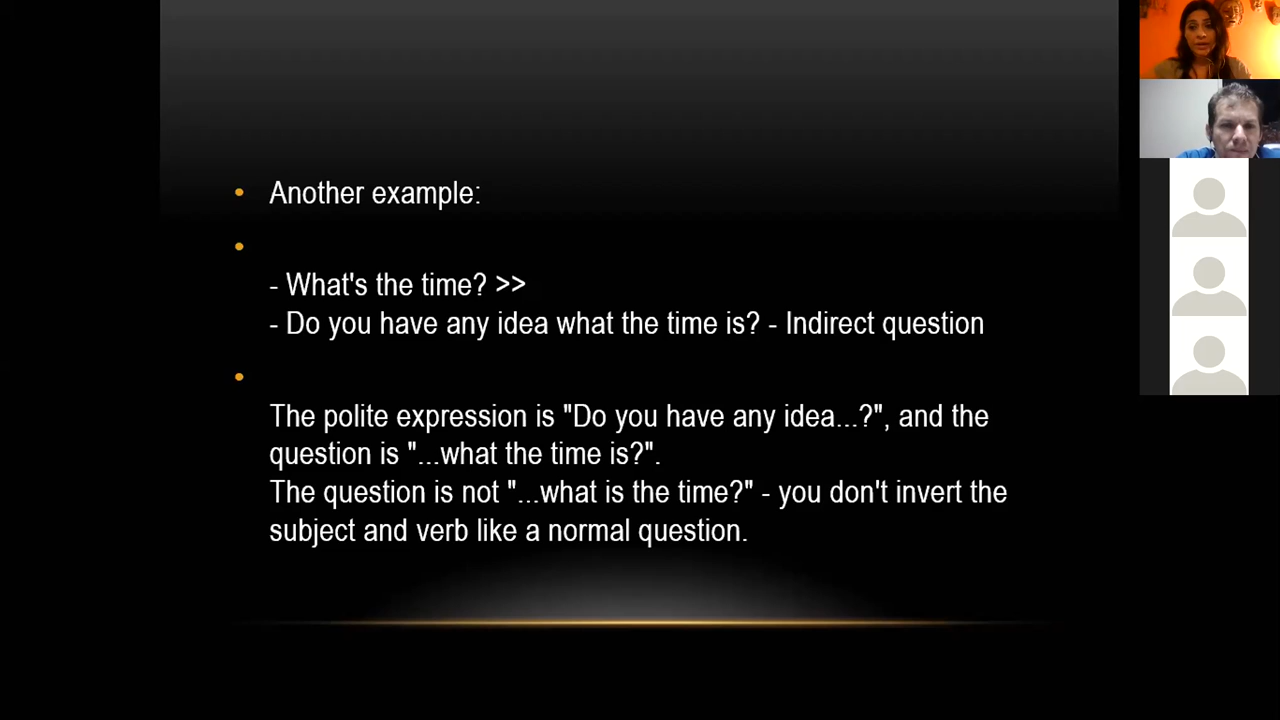 Another example:
- What's the time? >>
- Do you have any idea what the time is? - Indirect question
The polite expression is "Do you have any idea...?", and the
question is "...what the time is?".
The question is not "...what is the time?" - you don't invert the
subject and verb like a normal question.